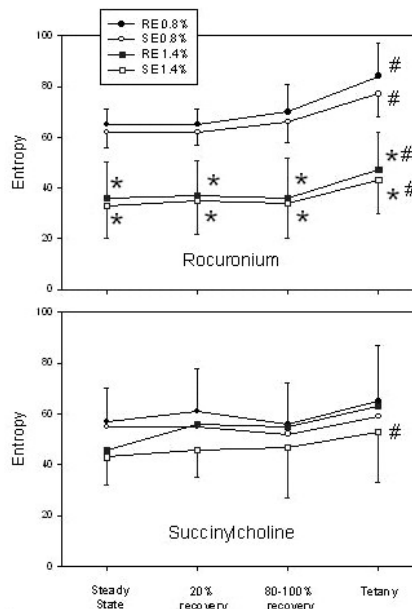 RE0.8%
SE0.8%
RE1.4%
SE1.4%
100
80
60
40
20
0
Entropy
#
#
* * * *#
* * * *#
Rocuronium
100
80
60
40
20
0
Entropy
#
Succinylcholine
Steady State
20% recovery
80-100% recovery
Tetany